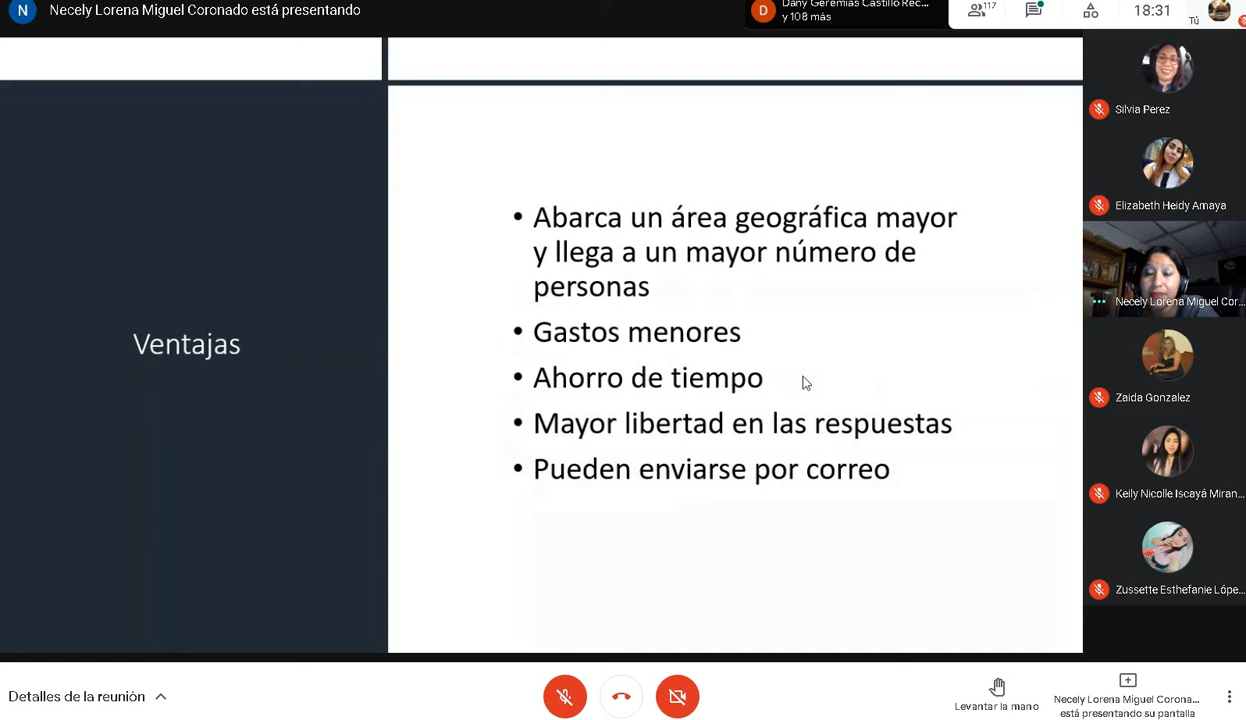 N Necely Lorena Miguel Coronado está presentando
D Dany Geremias Castillo Rec...
y 108 más
117
18:31
Tú
Ventajas
• Abarca un área geográfica mayor
y llega a un mayor número de
personas
• Gastos menores
• Ahorro de tiempo
• Mayor libertad en las respuestas
• Pueden enviarse por correo
Silvia Perez
Elizabeth Heidy Amaya
Necely Lorena Miguel Cor...
Zaida Gonzalez
Keily Nicolle Iscayá Miran...
Zussette Esthefanie Lópe...
Detalles de la reunión
Levantar la mano
Necely Lorena Miguel Corona...
está presentando su pantalla